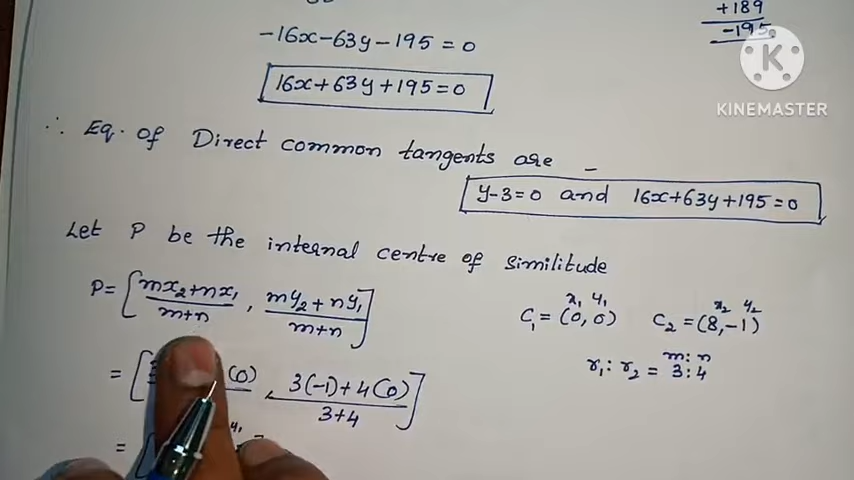 +189
-195
-16x-63y-195=0
16x+63y+195=0
∴ Eq. of Direct common tangents are
y-3=0 and 16x+63y+195=0
Let P be the internal centre of similitude
P=[mx₂+nx₁/m+n, my₂+ny₁/m+n]
x₁ y₁ x₂ y₂
C₁=(0,0) C₂=(8,-1)
m:n
r₁:r₂=3:4
=[ (0), 3(-1)+4(0)/3+4]
=[
K
KINEMASTER